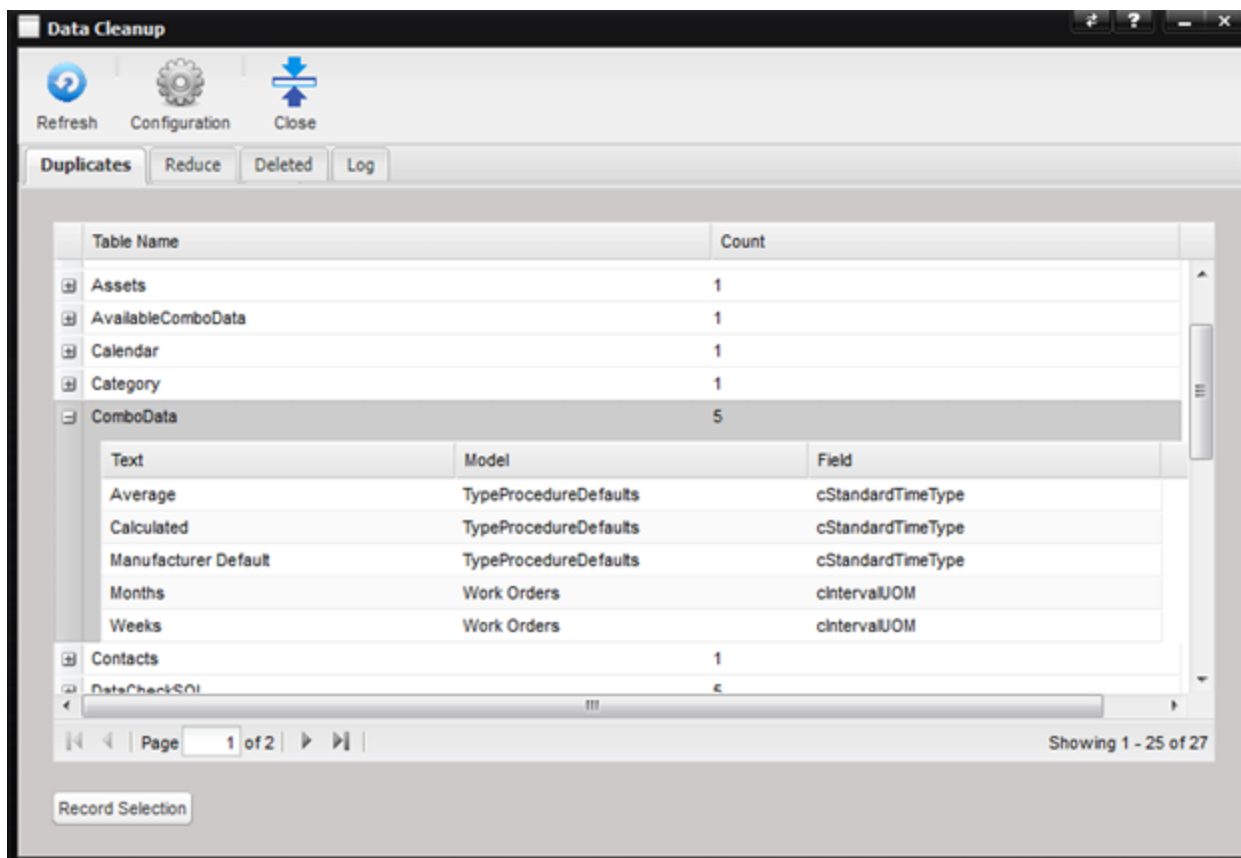 Data Cleanup
?
Refresh Configuration Close
Duplicates Reduce Deleted Log
Table Name Count
Assets 1
AvailableComboData 1
Calendar 1
Category 1
ComboData 5
Text Model Field
Average TypeProcedureDefaults cStandardTimeType
Calculated TypeProcedureDefaults cStandardTimeType
Manufacturer Default TypeProcedureDefaults cStandardTimeType
Months Work Orders cIntervalUOM
Weeks Work Orders cIntervalUOM
Contacts 1
DataCheckSQL 5
Page 1 of 2 Showing 1 - 25 of 27
Record Selection